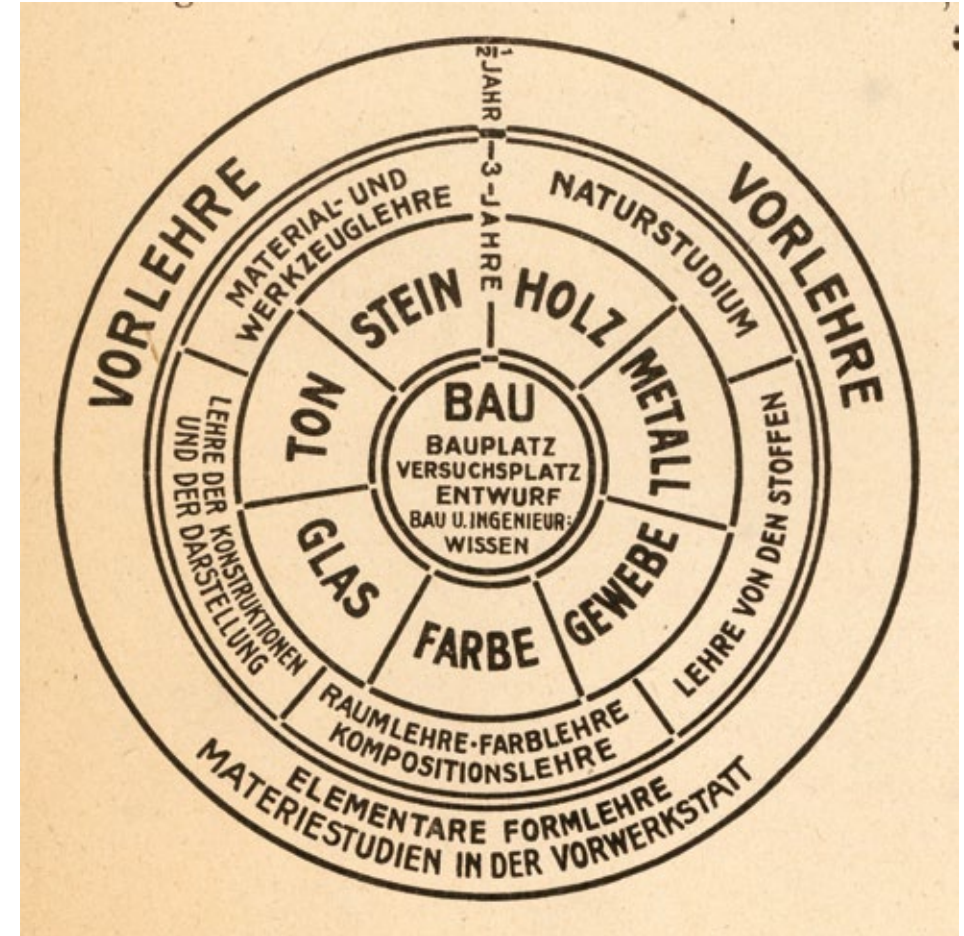 ½ JAHR
VORLEHRE
VORLEHRE
ELEMENTARE FORMLEHRE
MATERIESTUDIEN IN DER VORWERKSTATT
3-JAHRE
NATURSTUDIUM
LEHRE VON DEN STOFFEN
RAUMLEHRE·FARBLEHRE
KOMPOSITIONSLEHRE
LEHRE DER KONSTRUKTIONEN
UND DER DARSTELLUNG
MATERIAL-UND
WERKZEUGLEHRE
HOLZ
METALL
GEWEBE
FARBE
GLAS
TON
STEIN
BAU
BAUPLATZ
VERSUCHSPLATZ
ENTWURF
BAU U. INGENIEUR:
WISSEN